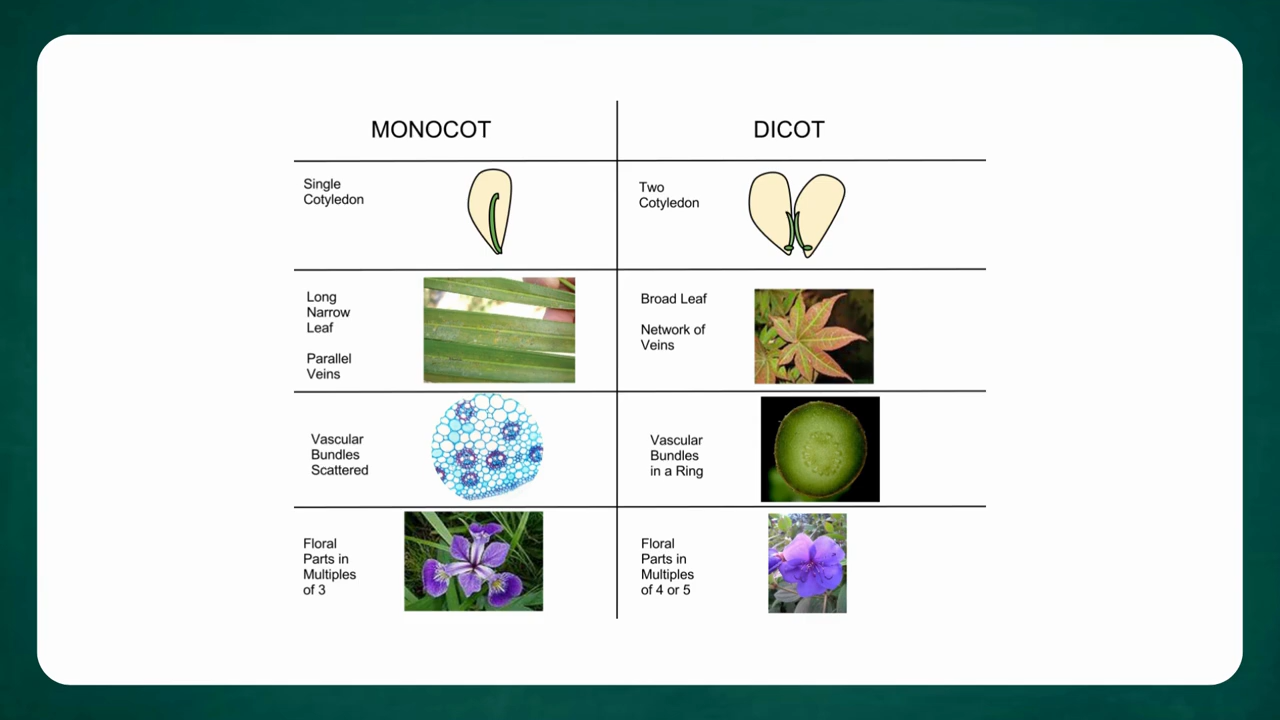 MONOCOT
DICOT
Single
Cotyledon
Two
Cotyledon
Long
Narrow
Leaf
Parallel
Veins
Broad Leaf
Network of
Veins
Vascular
Bundles
Scattered
Vascular
Bundles
in a Ring
Floral
Parts in
Multiples
of 3
Floral
Parts in
Multiples
of 4 or 5